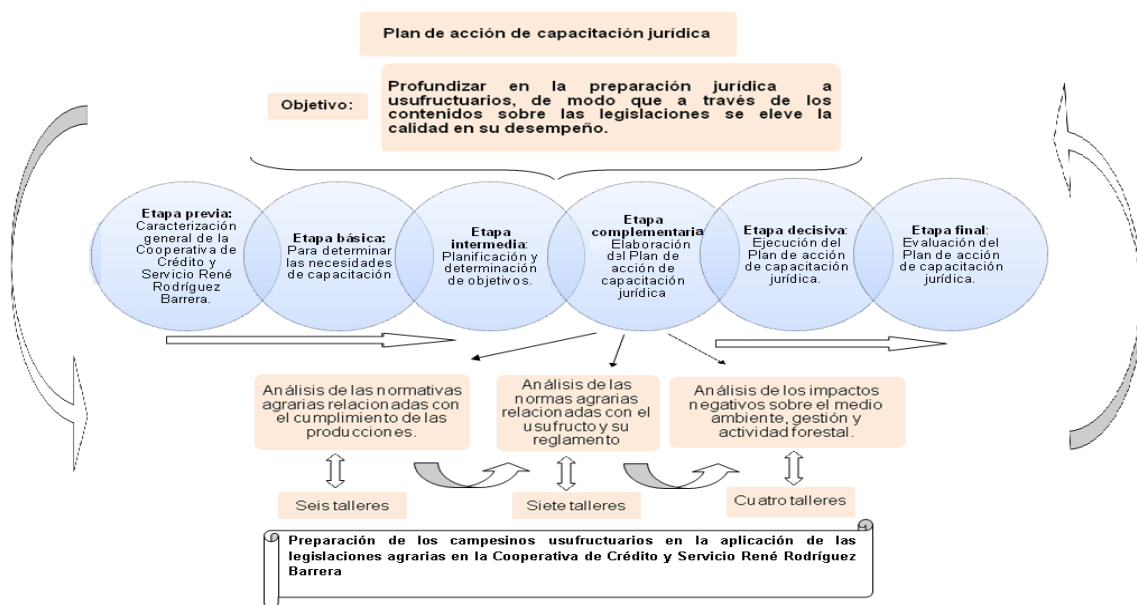 Plan de acción de capacitación jurídica
Objetivo:
Profundizar en la preparación jurídica a
usufructuarios, de modo que a través de los
contenidos sobre las legislaciones se eleve la
calidad en su desempeño.
Etapa previa:
Caracterización
general de la
Cooperativa de
Crédito y
Servicio René
Rodríguez
Barrera.
Etapa básica:
Para determinar
las necesidades
de capacitación
Etapa
intermedia:
Planificación y
determinación
de objetivos.
Etapa
complementaria
Elaboración
del Plan de
acción de
capacitación
jurídica
Etapa decisiva:
Ejecución del
Plan de acción
de capacitación
jurídica.
Etapa final:
Evaluación del
Plan de acción
de capacitación
jurídica.
Análisis de las normativas
agrarias relacionadas con
el cumplimiento de las
producciones.
Análisis de las
normas agrarias
relacionadas con el
usufructo y su
reglamento
Análisis de los impactos
negativos sobre el medio
ambiente, gestión y
actividad forestal.
Seis talleres
Siete talleres
Cuatro talleres
Preparación de los campesinos usufructuarios en la aplicación de las
legislaciones agrarias en la Cooperativa de Crédito y Servicio René Rodríguez
Barrera